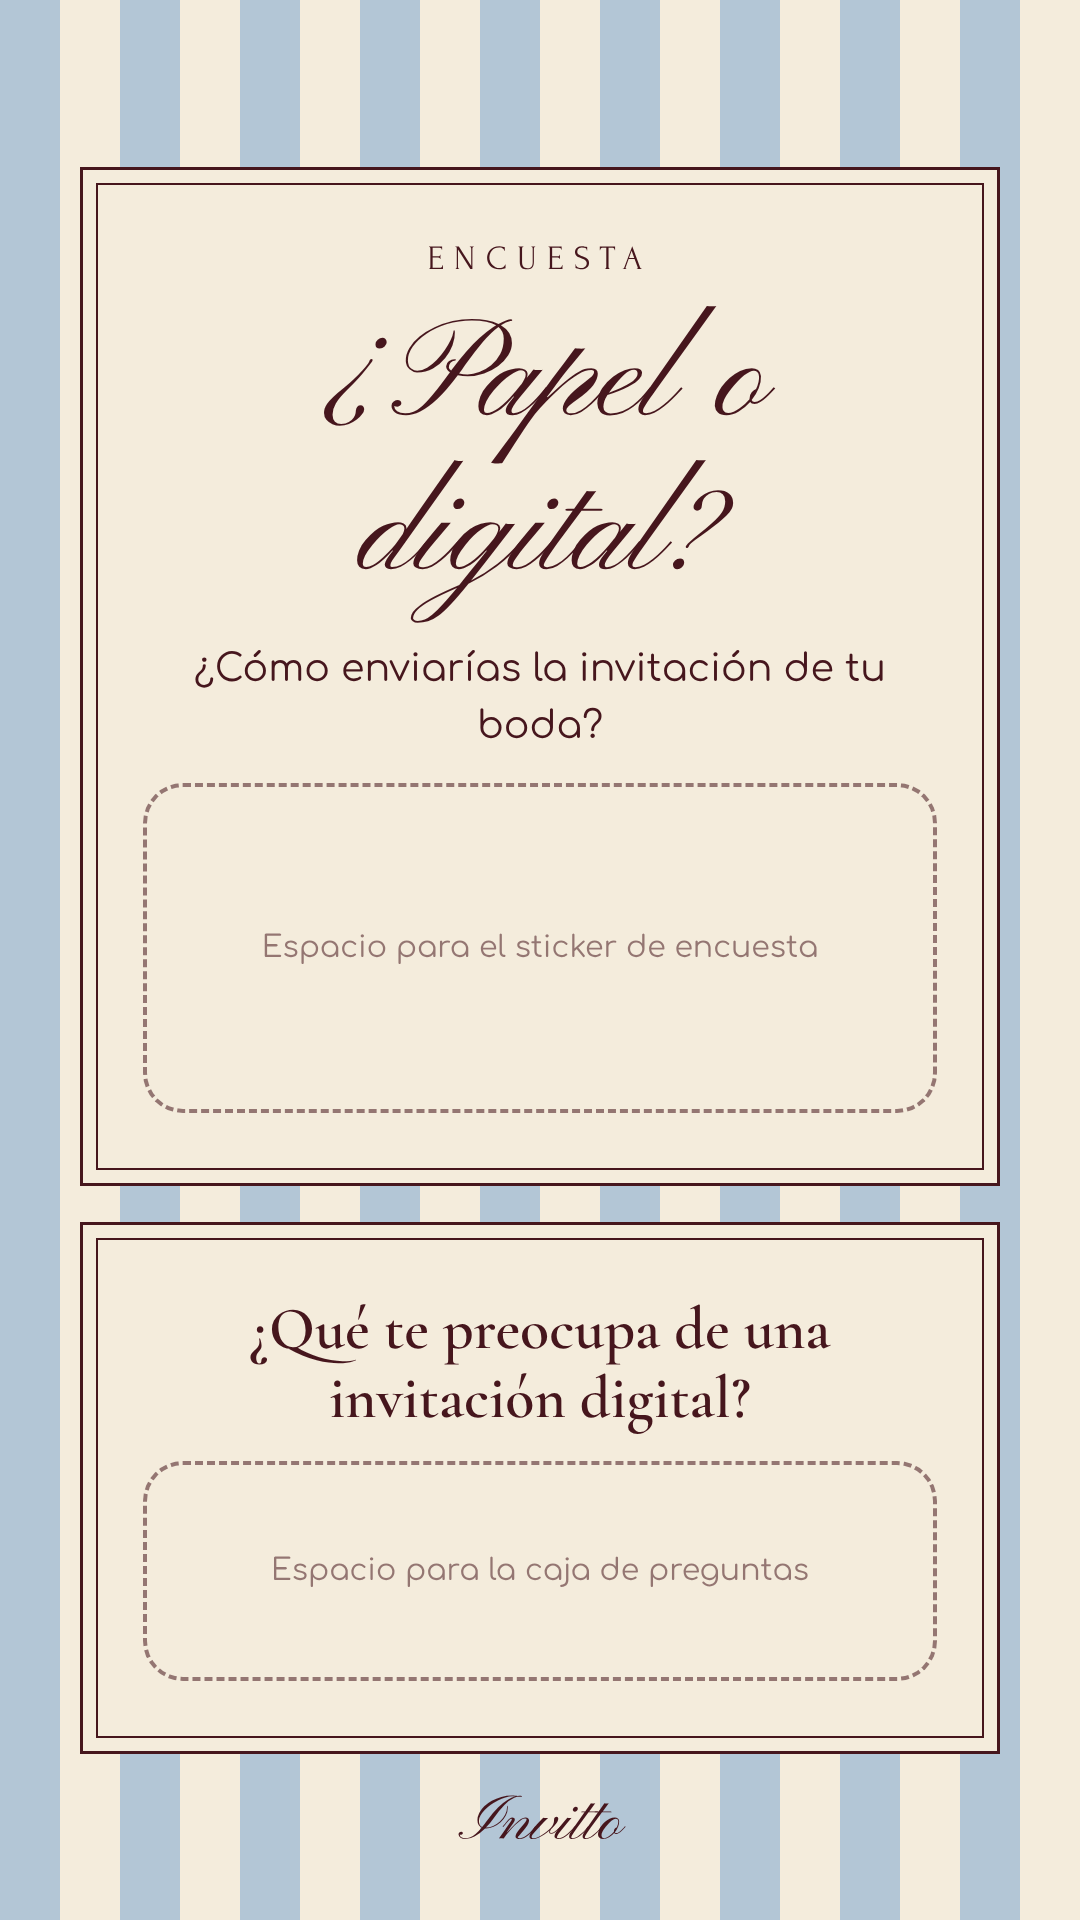 ENCUESTA
¿Papel o
digital?
¿Cómo enviarías la invitación de tu
boda?
Espacio para el sticker de encuesta
¿Qué te preocupa de una
invitación digital?
Espacio para la caja de preguntas
Invitto